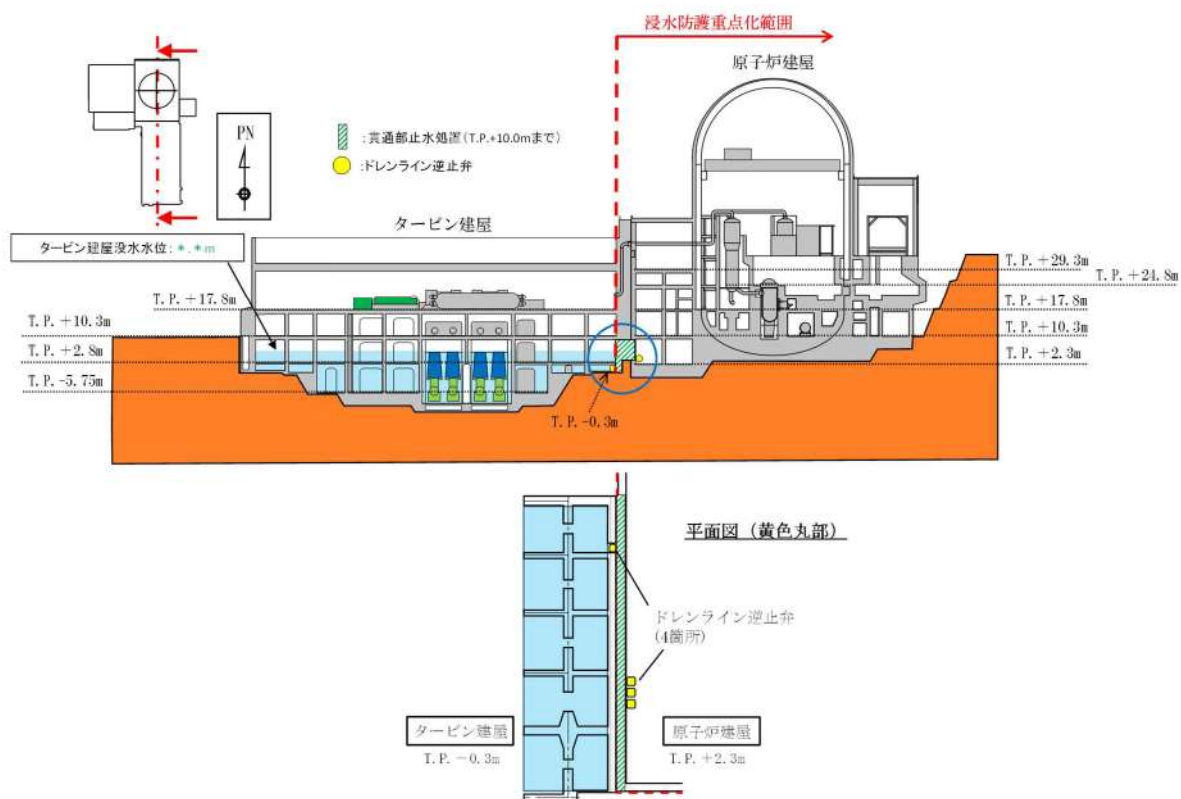 浸水防護重点化範囲
原子炉建屋
PN
:貫通部止水処置(T.P.+10.0mまで)
:ドレンライン逆止弁
タービン建屋
タービン建屋没水水位:*.*m
T.P.+17.8m
T.P.+10.3m
T.P.+2.8m
T.P.-5.75m
T.P.-0.3m
T.P.+29.3m
T.P.+24.8m
T.P.+17.8m
T.P.+10.3m
T.P.+2.3m
平面図(黄色丸部)
ドレンライン逆止弁
(4箇所)
タービン建屋
T.P.-0.3m
原子炉建屋
T.P.+2.3m